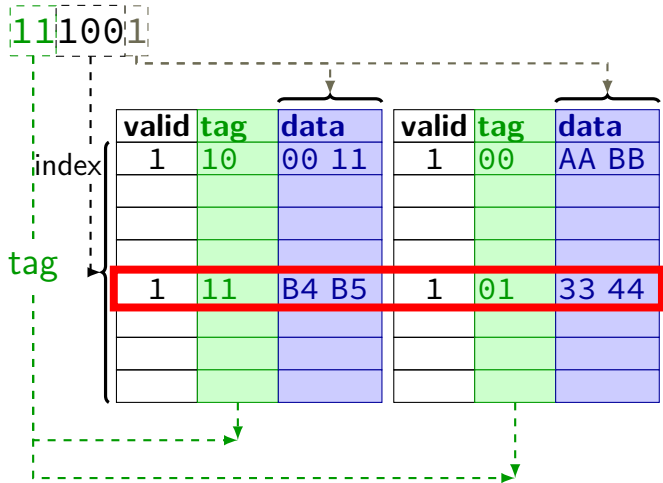 111001
valid tag data valid tag data
index 1 10 00 11 1 00 AA BB
tag
1 11 B4 B5 1 01 33 44